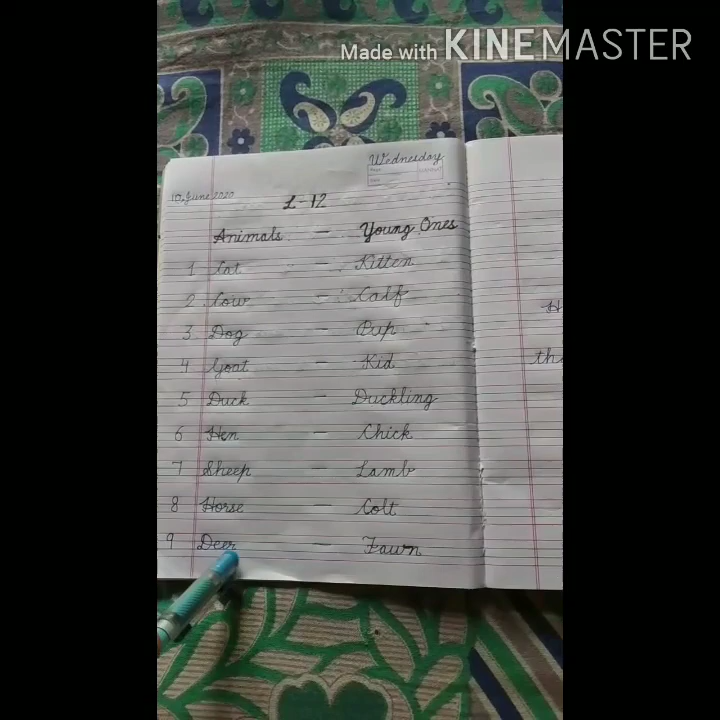 Made with KINEMASTER
Wednesday
10, June 2020
L-12
Animals — Young Ones
1 Cat — Kitten
2 Cow — Calf
3 Dog — Pup
4 Goat — Kid
5 Duck — Duckling
6 Hen — Chick
7 Sheep — Lamb
8 Horse — Colt
9 Deer — Fawn
H
th